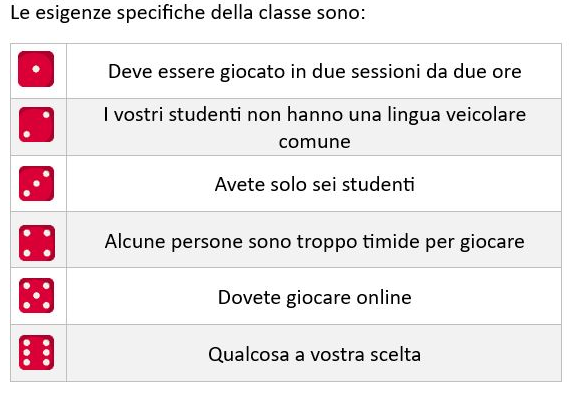 Le esigenze specifiche della classe sono:
Deve essere giocato in due sessioni da due ore
I vostri studenti non hanno una lingua veicolare
comune
Avete solo sei studenti
Alcune persone sono troppo timide per giocare
Dovete giocare online
Qualcosa a vostra scelta